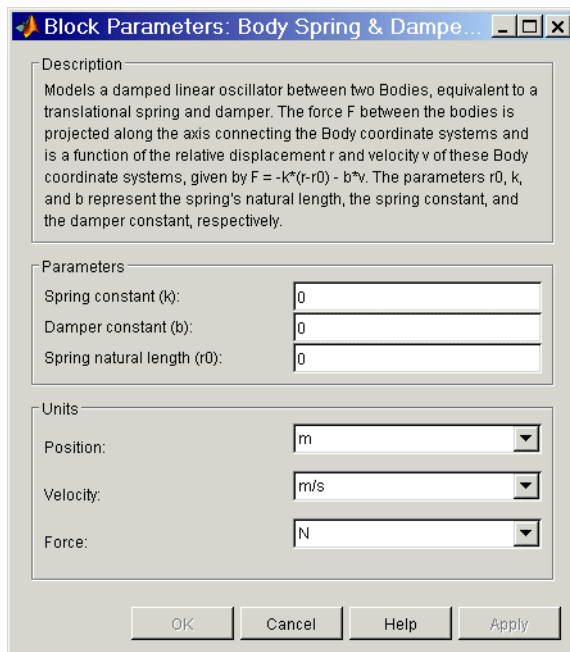 Block Parameters: Body Spring & Dampe...
Description
Models a damped linear oscillator between two Bodies, equivalent to a
translational spring and damper. The force F between the bodies is
projected along the axis connecting the Body coordinate systems and
is a function of the relative displacement r and velocity v of these Body
coordinate systems, given by F = -k*(r-r0) - b*v. The parameters r0, k,
and b represent the spring's natural length, the spring constant, and
the damper constant, respectively.
Parameters
Spring constant (k): 0
Damper constant (b): 0
Spring natural length (r0): 0
Units
Position: m
Velocity: m/s
Force: N
OK Cancel Help Apply